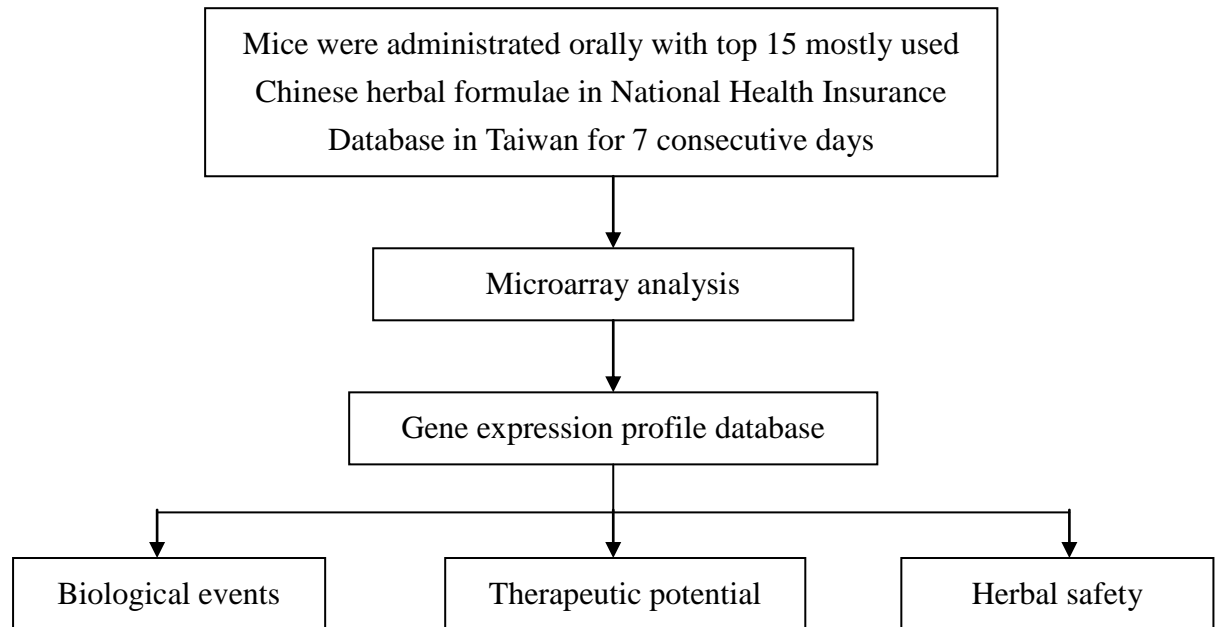 Mice were administrated orally with top 15 mostly used
Chinese herbal formulae in National Health Insurance
Database in Taiwan for 7 consecutive days
Microarray analysis
Gene expression profile database
Biological events
Therapeutic potential
Herbal safety